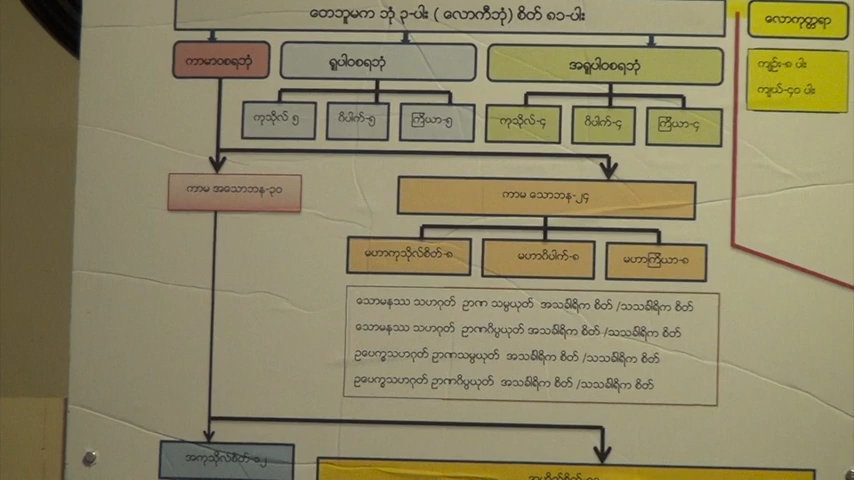 တေဘူမက ဘုံ ၃-ပါး ( လောကီဘုံ) စိတ် ၈၁-ပါး
လောကုတ္တရာ
ကာမာဝစရဘုံ
ရူပါဝစရဘုံ
အရူပါဝစရဘုံ
ကျဉ်း-၈ ပါး
ကျယ်-၄၀ ပါး
ကုသိုလ် ၅
ဝိပါက်-၅
ကြိယာ-၅
ကုသိုလ်-၄
ဝိပါက်-၄
ကြိယာ-၄
ကာမ အသောဘန-၃၀
ကာမ သောဘန-၂၄
မဟာကုသိုလ်စိတ်-၈
မဟာဝိပါက်-၈
မဟာကြိယာ-၈
သောမနဿ သဟဂုတ် ဉာဏ သမ္ပယုတ် အသင်္ခါရိက စိတ် /သသင်္ခါရိက စိတ်
သောမနဿ သဟဂုတ် ဉာဏဝိပ္ပယုတ် အသင်္ခါရိက စိတ် /သသင်္ခါရိက စိတ်
ဥပေက္ခသဟဂုတ် ဉာဏသမ္ပယုတ် အသင်္ခါရိက စိတ် /သသင်္ခါရိက စိတ်
ဥပေက္ခသဟဂုတ် ဉာဏဝိပ္ပယုတ် အသင်္ခါရိက စိတ် /သသင်္ခါရိက စိတ်
အကုသိုလ်စိတ်-၁၂